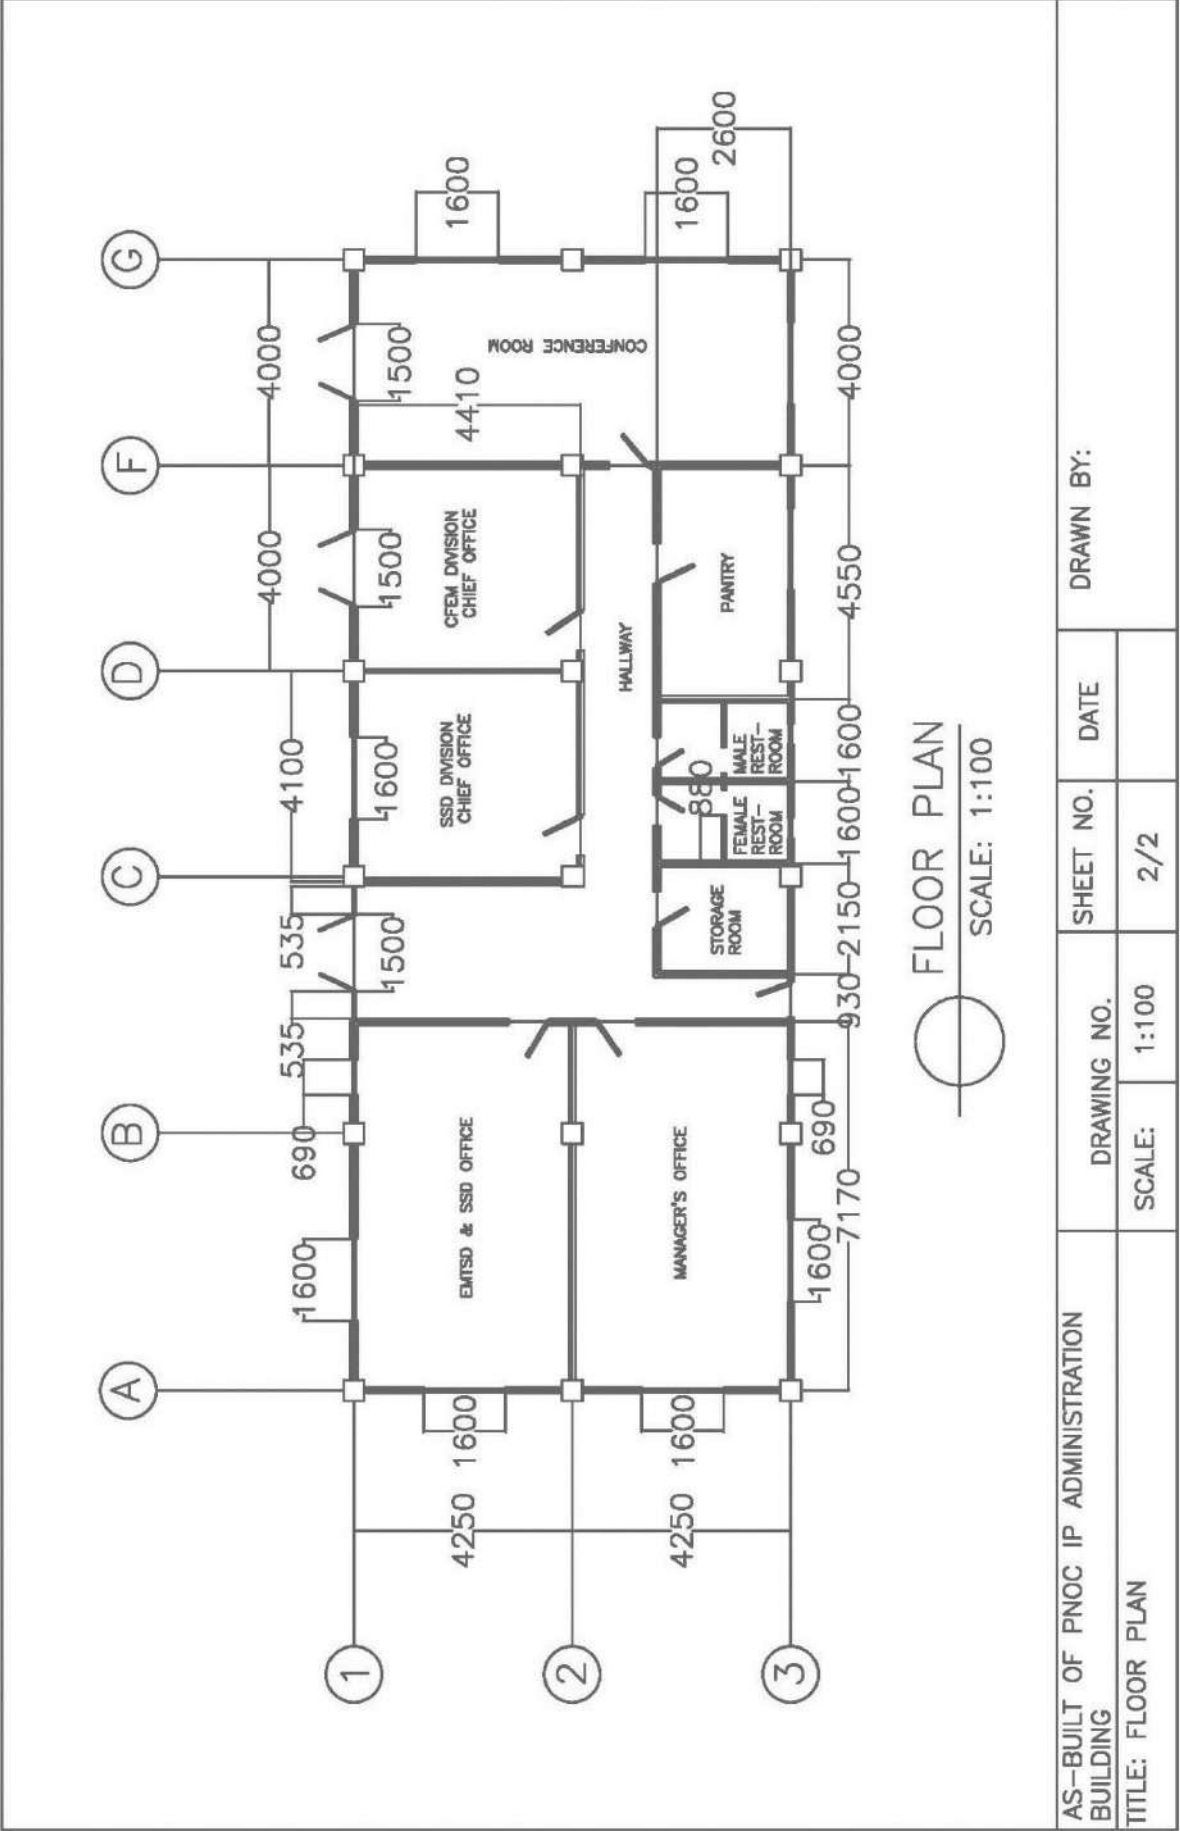 A
B
C
D
F
G
1600
690
535
535
4100
4000
4000
1500
1600
1500
1500
1
2
3
4250
4250
1600
1600
4410
1600
1600
2600
EMTSD & SSD OFFICE
SSD DIVISION
CHIEF OFFICE
CFEM DIVISION
CHIEF OFFICE
CONFERENCE ROOM
HALLWAY
MANAGER'S OFFICE
STORAGE
ROOM
880
FEMALE
REST-
ROOM
MALE
REST-
ROOM
PANTRY
1600
690
7170
930
2150
1600
1600
4550
4000
FLOOR PLAN
SCALE: 1:100
AS-BUILT OF PNOC IP ADMINISTRATION
BUILDING
TITLE: FLOOR PLAN
DRAWING NO.
SCALE: 1:100
SHEET NO.
2/2
DATE
DRAWN BY: